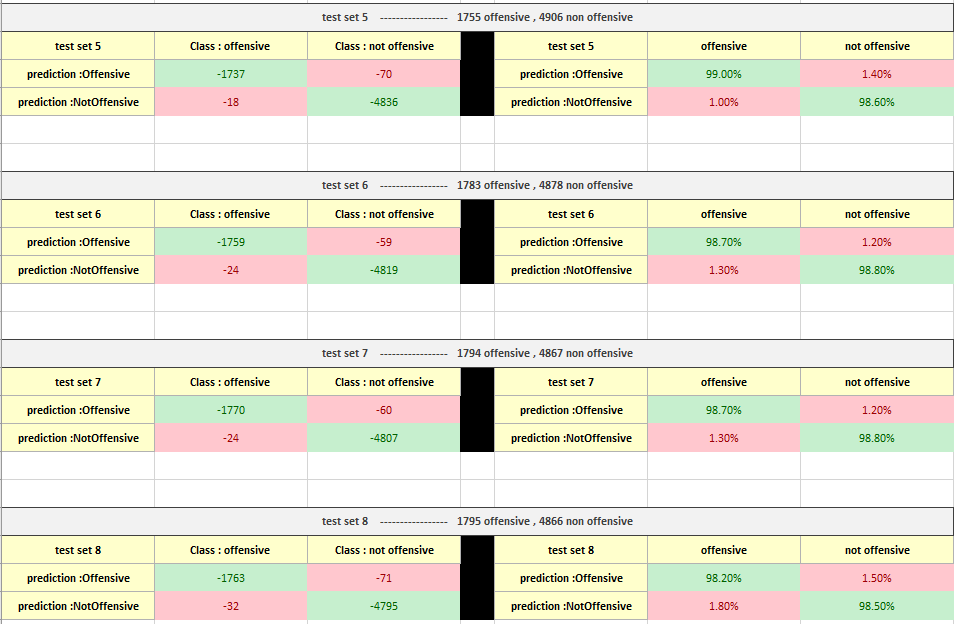 test set 5 ---------------- 1755 offensive , 4906 non offensive
test set 5 Class : offensive Class : not offensive test set 5 offensive not offensive
prediction :Offensive -1737 -70 prediction :Offensive 99.00% 1.40%
prediction :NotOffensive -18 -4836 prediction :NotOffensive 1.00% 98.60%
test set 6 ---------------- 1783 offensive , 4878 non offensive
test set 6 Class : offensive Class : not offensive test set 6 offensive not offensive
prediction :Offensive -1759 -59 prediction :Offensive 98.70% 1.20%
prediction :NotOffensive -24 -4819 prediction :NotOffensive 1.30% 98.80%
test set 7 ---------------- 1794 offensive , 4867 non offensive
test set 7 Class : offensive Class : not offensive test set 7 offensive not offensive
prediction :Offensive -1770 -60 prediction :Offensive 98.70% 1.20%
prediction :NotOffensive -24 -4807 prediction :NotOffensive 1.30% 98.80%
test set 8 ---------------- 1795 offensive , 4866 non offensive
test set 8 Class : offensive Class : not offensive test set 8 offensive not offensive
prediction :Offensive -1763 -71 prediction :Offensive 98.20% 1.50%
prediction :NotOffensive -32 -4795 prediction :NotOffensive 1.80% 98.50%